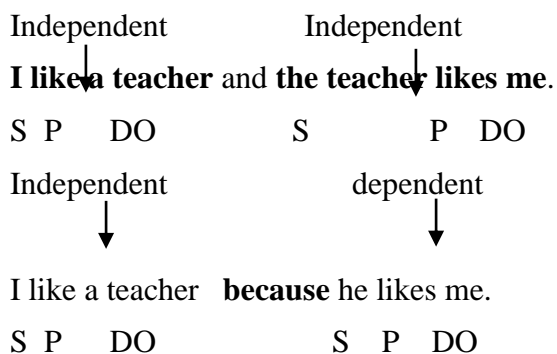 Independent Independent
I like a teacher and the teacher likes me.
S P DO S P DO
Independent dependent
I like a teacher because he likes me.
S P DO S P DO